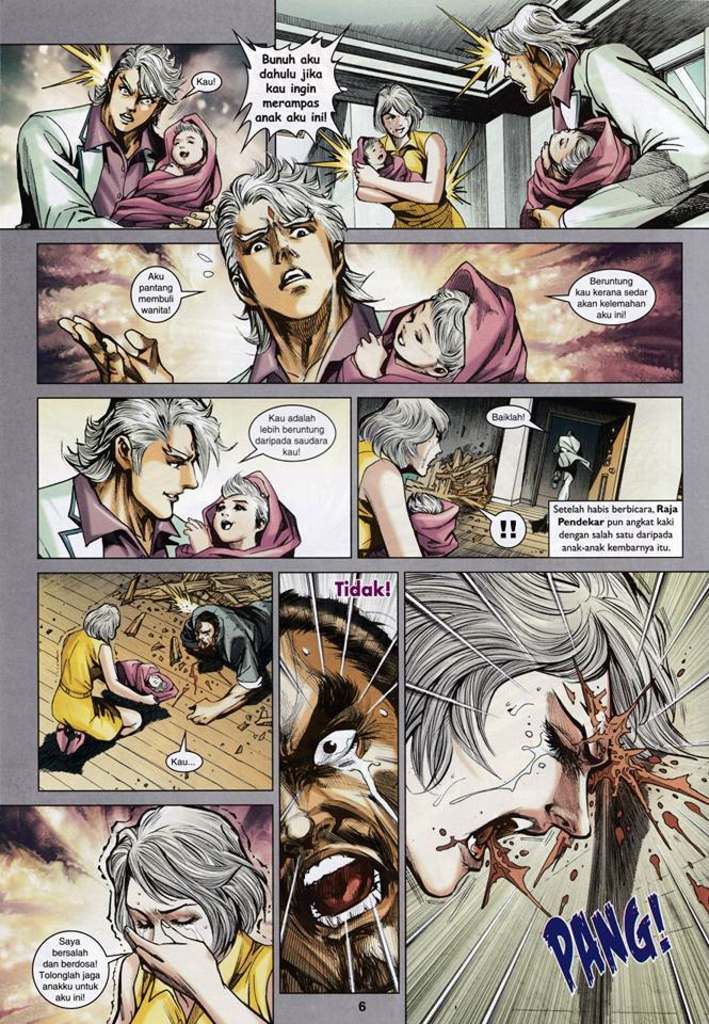 Kau!
Bunuh aku
dahulu jika
kau ingin
merampas
anak aku ini!
Aku
pantang
membuli
wanita!
Beruntung
kau kerana sedar
akan kelemahan
aku ini!
Kau adalah
lebih beruntung
daripada saudara
kau!
Baiklah!
!!
Setelah habis berbicara, Raja
Pendekar pun angkat kaki
dengan salah satu daripada
anak-anak kembarnya itu.
Kau...
Tidak!
PANG!
Saya
bersalah
dan berdosa!
Tolonglah jaga
anakku untuk
aku ini!
6